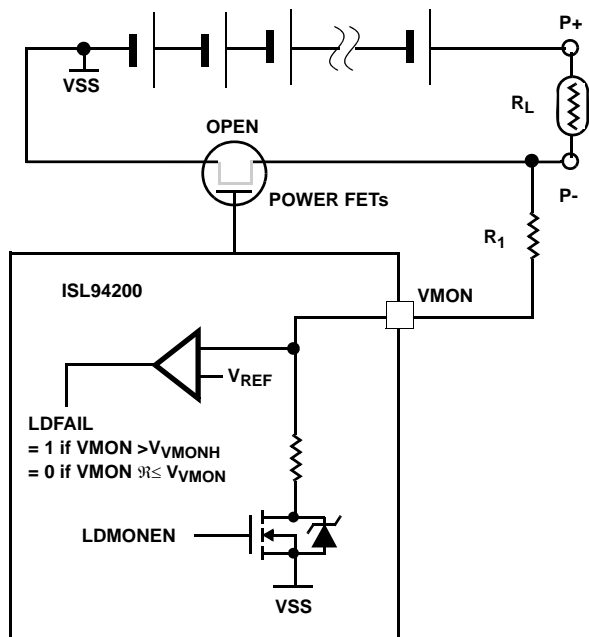 P+
VSS
RL
OPEN
P-
POWER FETs
R1
ISL94200
VMON
VREF
LDFAIL
= 1 if VMON >VVMONH
= 0 if VMON ℜ≤ VVMON
LDMONEN
VSS